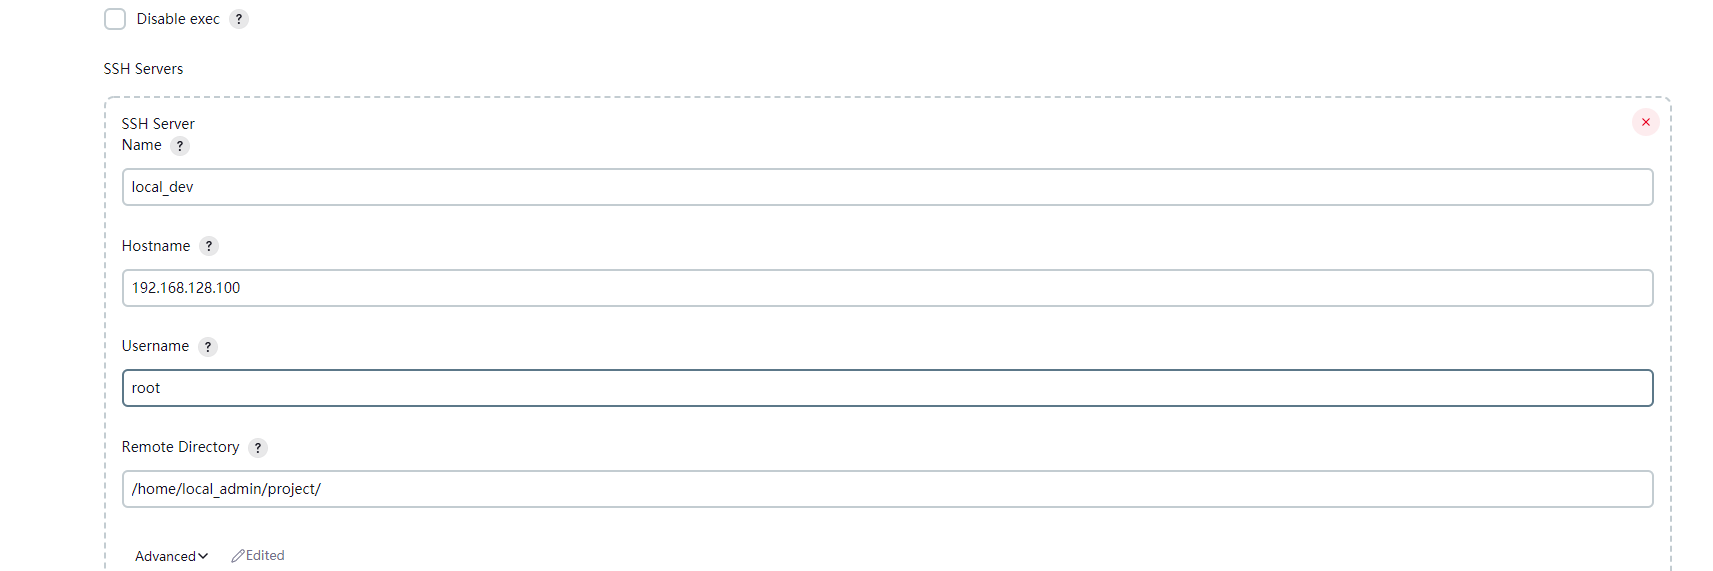 Disable exec ?
SSH Servers
SSH Server
Name ?
local_dev
Hostname ?
192.168.128.100
Username ?
root
Remote Directory ?
/home/local_admin/project/
Advanced Edited